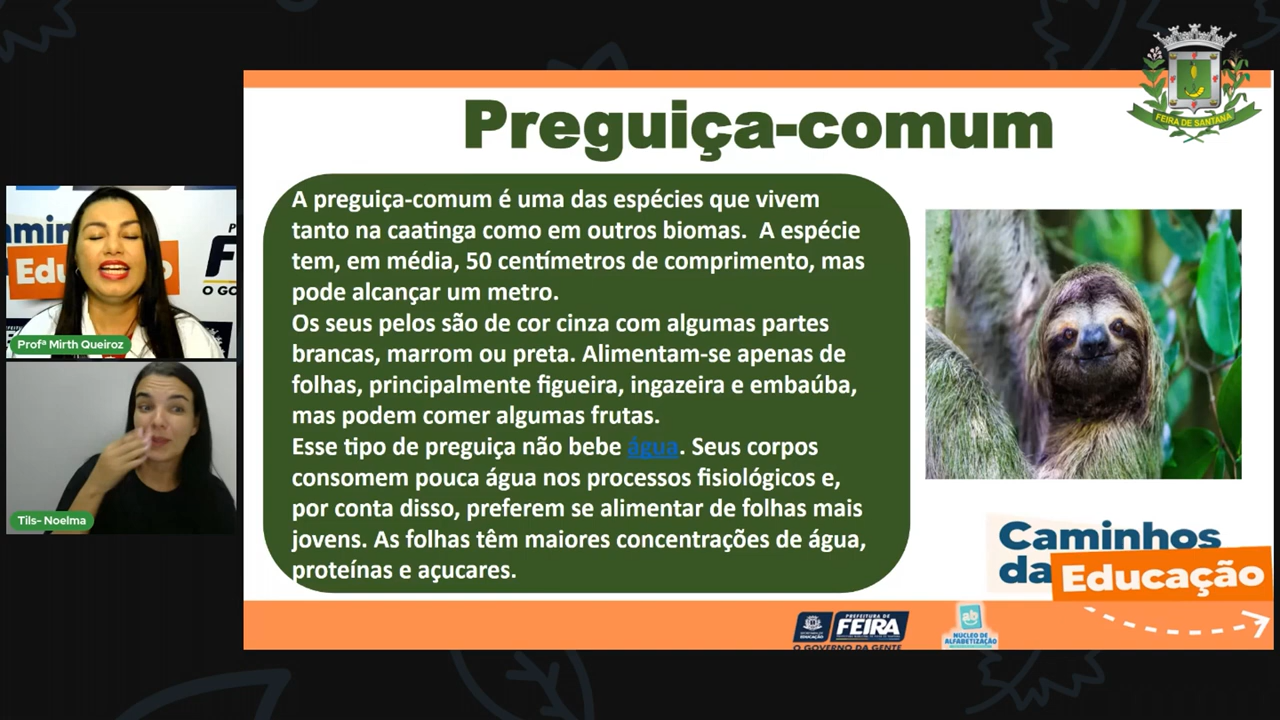 Preguiça-comum
FEIRA DE SANTANA
A preguiça-comum é uma das espécies que vivem
tanto na caatinga como em outros biomas. A espécie
tem, em média, 50 centímetros de comprimento, mas
pode alcançar um metro.
Os seus pelos são de cor cinza com algumas partes
brancas, marrom ou preta. Alimentam-se apenas de
folhas, principalmente figueira, ingazeira e embaúba,
mas podem comer algumas frutas.
Esse tipo de preguiça não bebe água. Seus corpos
consomem pouca água nos processos fisiológicos e,
por conta disso, preferem se alimentar de folhas mais
jovens. As folhas têm maiores concentrações de água,
proteínas e açucares.
amin
Edu
O GO
Profª Mirth Queiroz
Tils- Noelma
Caminhos
da Educação
PREFEITURA DE
FEIRA
O GOVERNO DA GENTE
ab
NÚCLEO DE
ALFABETIZAÇÃO